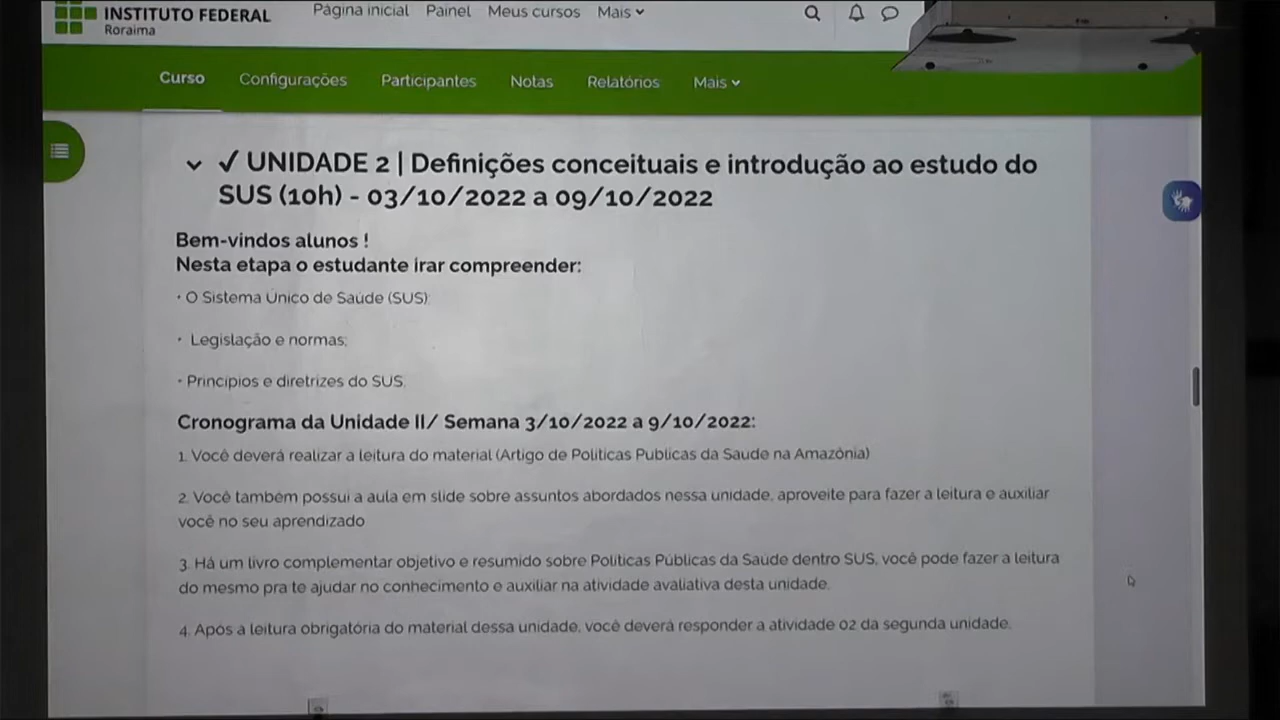 INSTITUTO FEDERAL
Roraima
Página inicial Painel Meus cursos Mais
Curso Configurações Participantes Notas Relatórios Mais
✓ UNIDADE 2 | Definições conceituais e introdução ao estudo do
SUS (10h) - 03/10/2022 a 09/10/2022
Bem-vindos alunos !
Nesta etapa o estudante irar compreender:
• O Sistema Único de Saúde (SUS);
• Legislação e normas;
• Princípios e diretrizes do SUS.
Cronograma da Unidade II/ Semana 3/10/2022 a 9/10/2022:
1. Você deverá realizar a leitura do material (Artigo de Políticas Publicas da Saude na Amazônia)
2. Você também possui a aula em slide sobre assuntos abordados nessa unidade, aproveite para fazer a leitura e auxiliar
você no seu aprendizado
3. Há um livro complementar objetivo e resumido sobre Políticas Públicas da Saude dentro SUS, você pode fazer a leitura
do mesmo pra te ajudar no conhecimento e auxiliar na atividade avaliativa desta unidade.
4. Após a leitura obrigatória do material dessa unidade, você deverá responder a atividade 02 da segunda unidade.